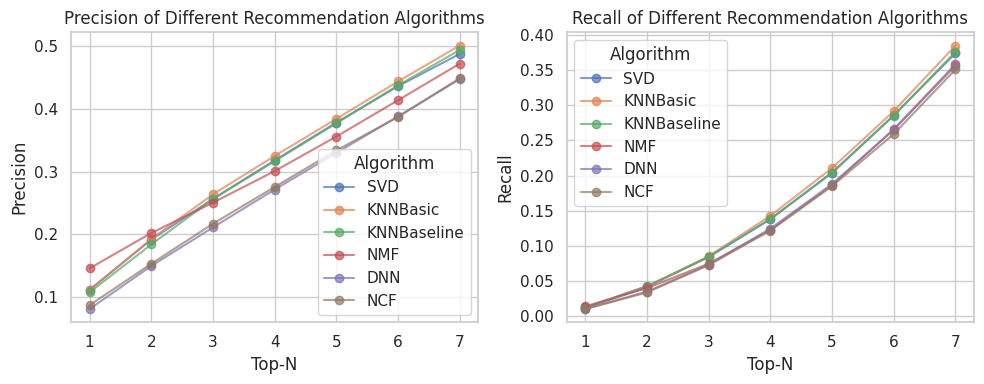 Precision of Different Recommendation Algorithms
0.5
0.4
0.3
0.2
0.1
Precision
1 2 3 4 5 6 7
Top-N
Algorithm
SVD
KNNBasic
KNNBaseline
NMF
DNN
NCF
Recall of Different Recommendation Algorithms
0.40
0.35
0.30
0.25
0.20
0.15
0.10
0.05
0.00
Recall
1 2 3 4 5 6 7
Top-N
Algorithm
SVD
KNNBasic
KNNBaseline
NMF
DNN
NCF